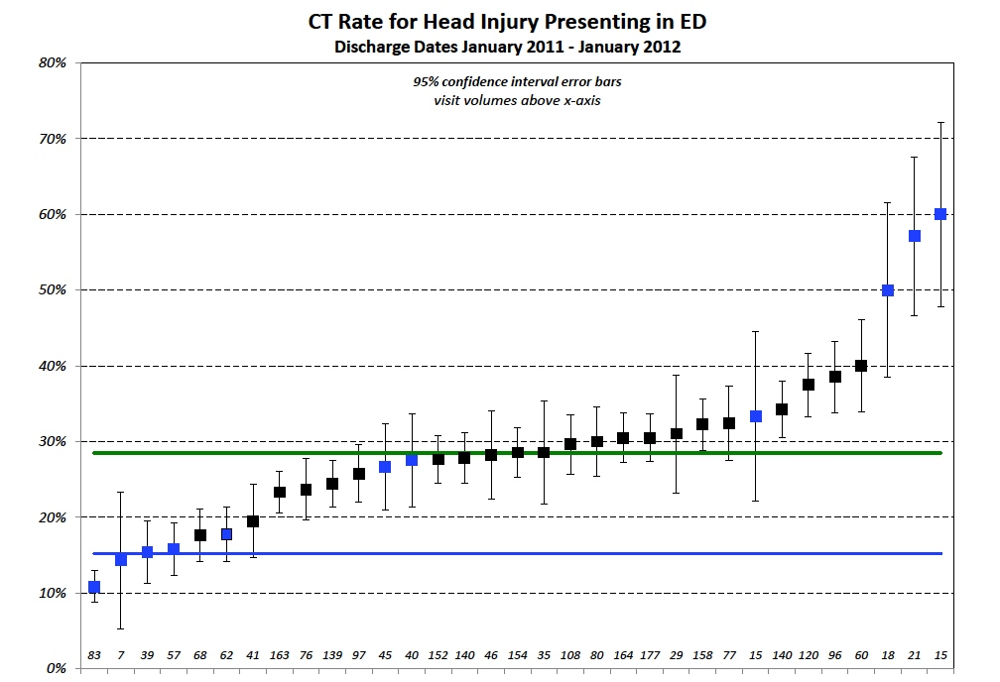 CT Rate for Head Injury Presenting in ED
Discharge Dates January 2011 - January 2012
80%
95% confidence interval error bars
visit volumes above x-axis
70%
60%
50%
40%
30%
20%
10%
83 7 39 57 68 62 41 163 76 139 97 45 40 152 140 46 154 35 108 80 164 177 29 158 77 15 140 120 96 60 18 21 15
0%